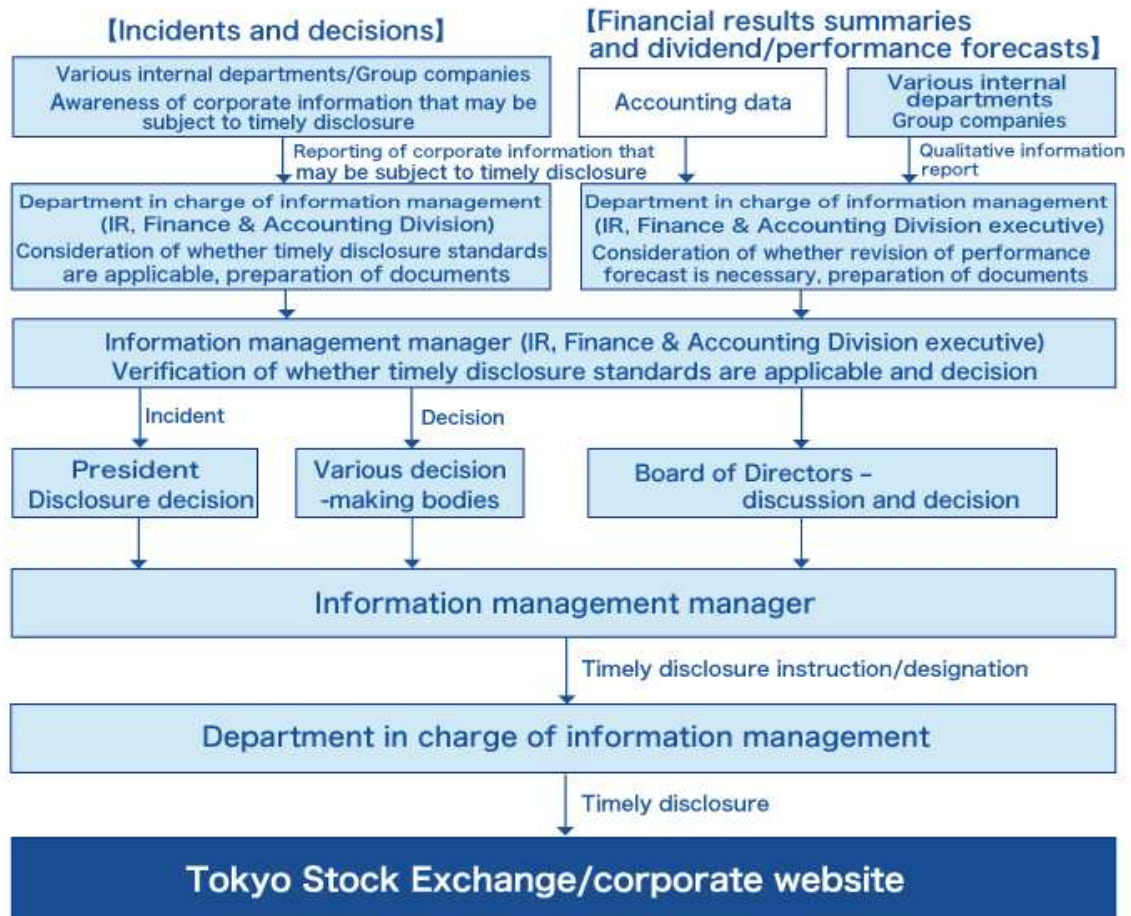 【Incidents and decisions】
【Financial results summaries
and dividend/performance forecasts】
Various internal departments/Group companies
Awareness of corporate information that may be
subject to timely disclosure
Accounting data
Various internal
departments
Group companies
Reporting of corporate information that
may be subject to timely disclosure
Qualitative information
report
Department in charge of information management
(IR, Finance & Accounting Division)
Consideration of whether timely disclosure standards
are applicable, preparation of documents
Department in charge of information management
(IR, Finance & Accounting Division executive)
Consideration of whether revision of performance
forecast is necessary, preparation of documents
Information management manager (IR, Finance & Accounting Division executive)
Verification of whether timely disclosure standards are applicable and decision
Incident
Decision
President
Disclosure decision
Various decision
-making bodies
Board of Directors –
discussion and decision
Information management manager
Timely disclosure instruction/designation
Department in charge of information management
Timely disclosure
Tokyo Stock Exchange/corporate website